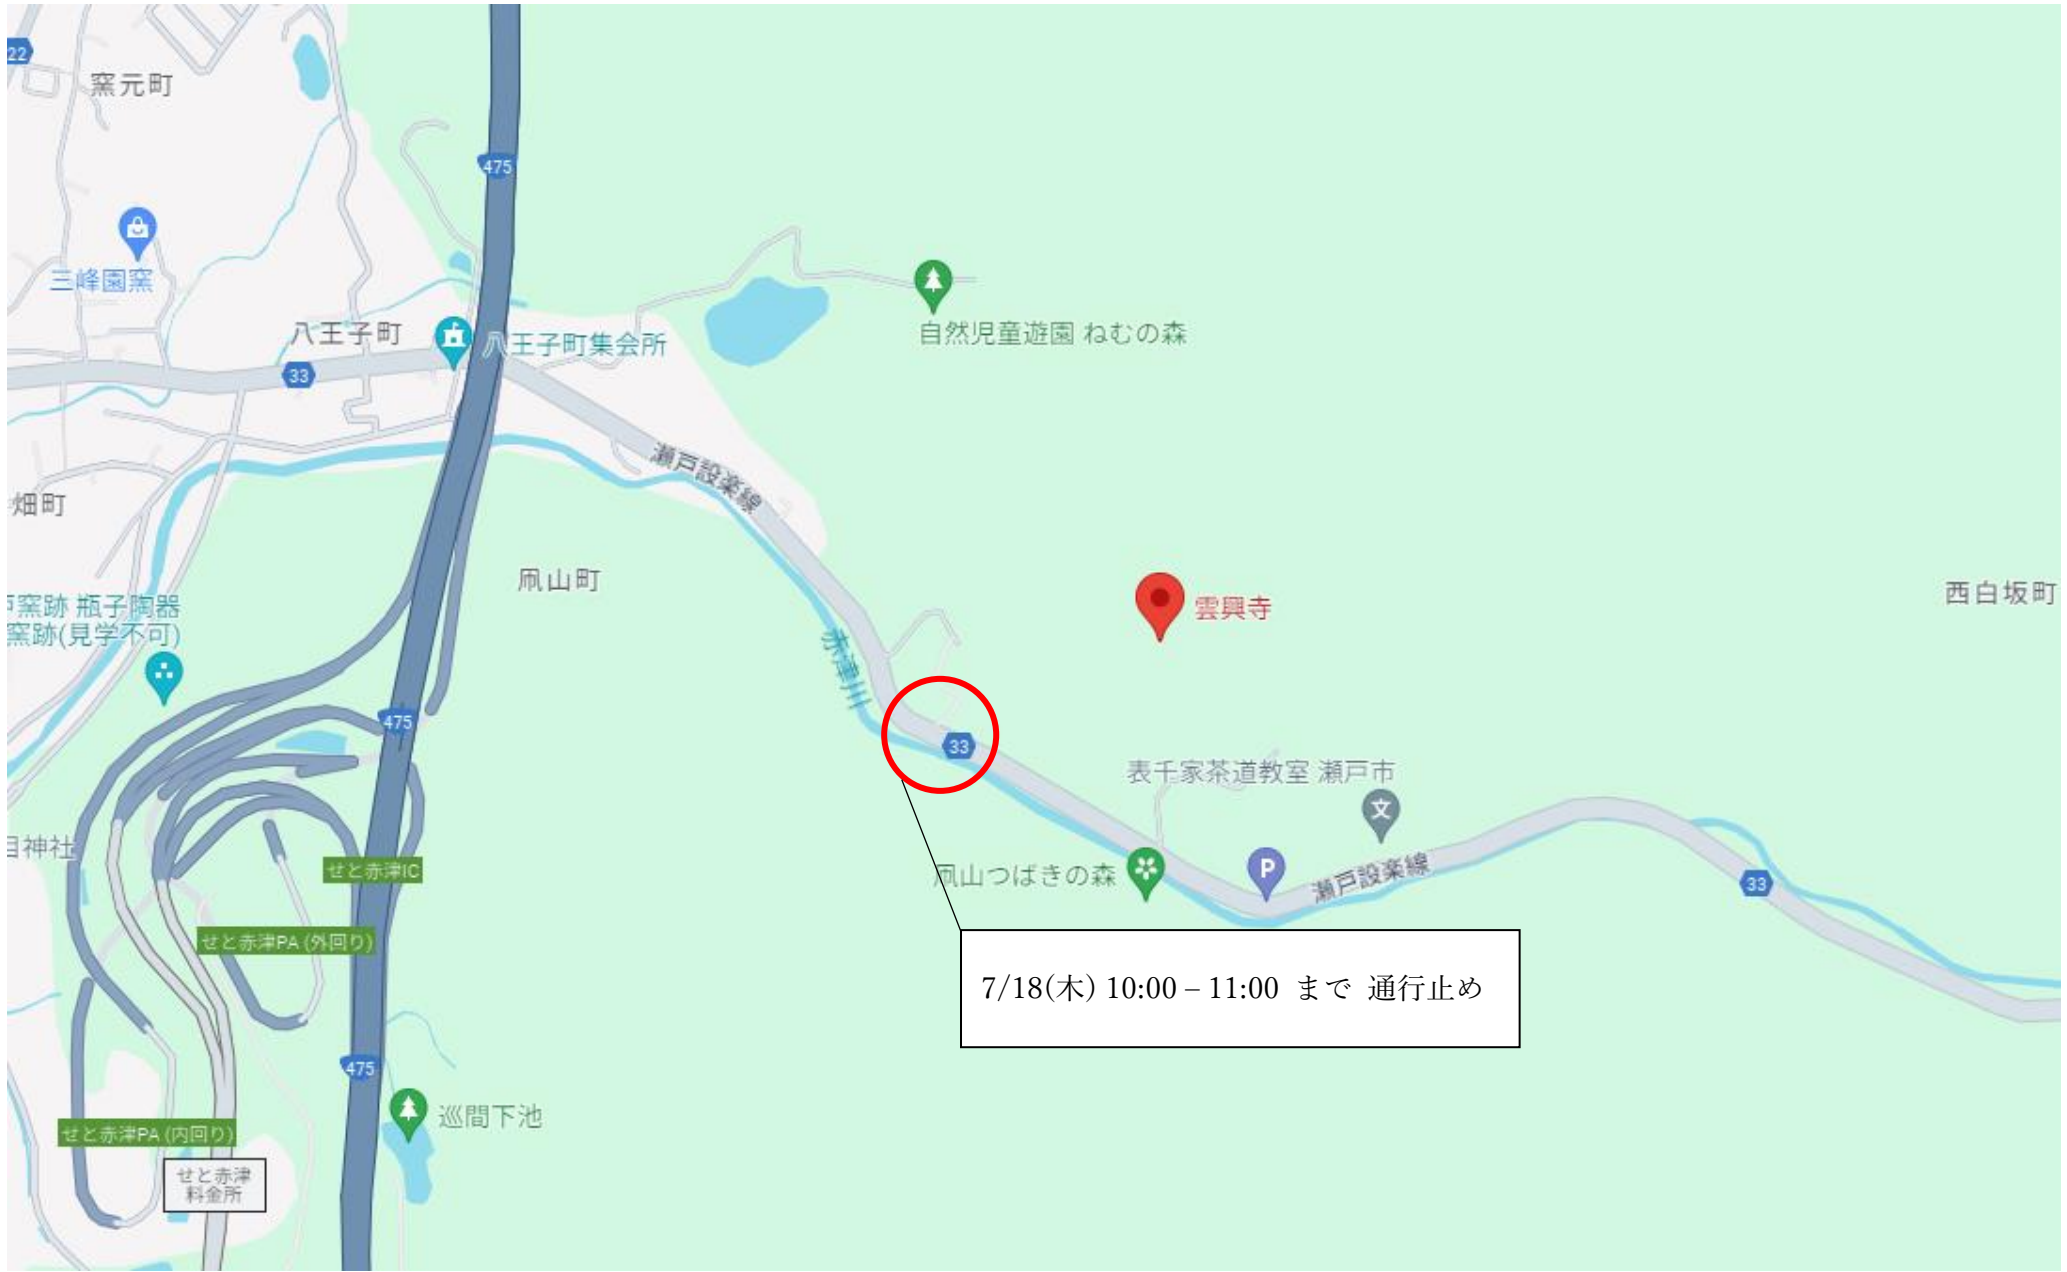 22
窯元町
475
三峰園窯
自然児童遊園 ねむの森
八王子町
八王子町集会所
33
瀬戸設楽線
畑町
凧山町
雲興寺
西白坂町
窯跡 瓶子陶器
窯跡(見学不可)
赤津川
475
33
表千家茶道教室 瀬戸市
文
神社
せと赤津IC
凧山つばきの森
P
瀬戸設楽線
33
せと赤津PA (外回り)
7/18(木) 10:00 – 11:00 まで 通行止め
475
巡間下池
せと赤津PA (内回り)
せと赤津
料金所